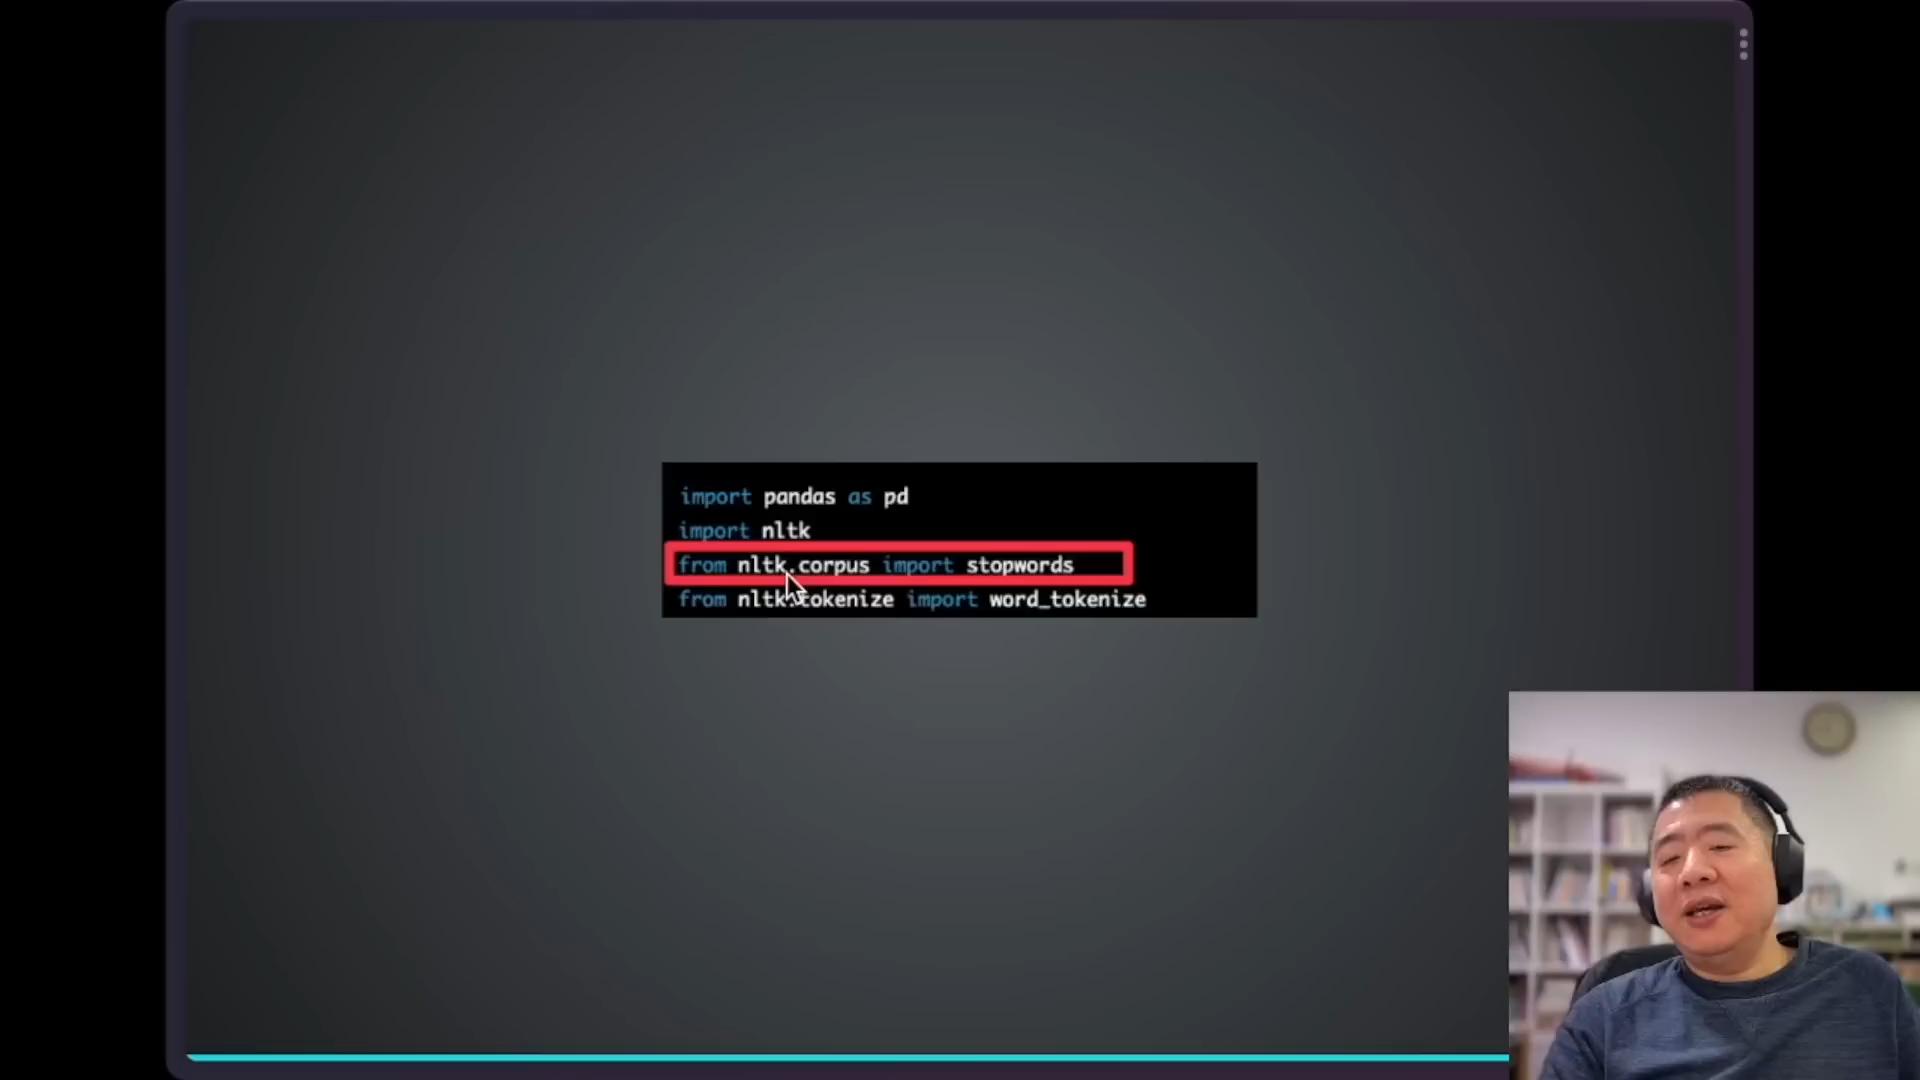 import pandas as pd
import nltk
from nltk.corpus import stopwords
from nltk.tokenize import word_tokenize